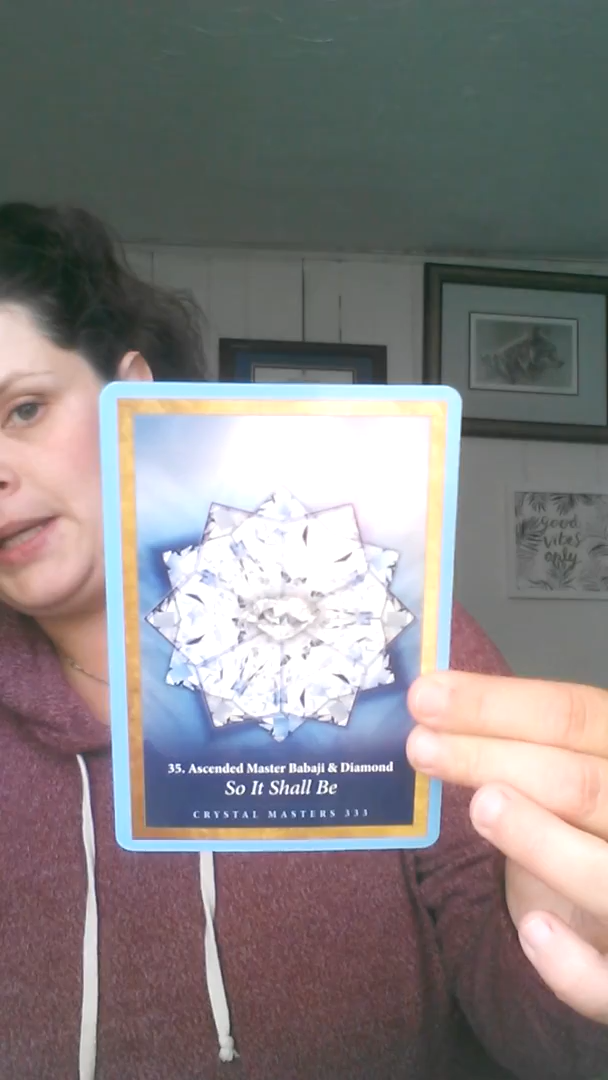 good
vibes
only
35. Ascended Master Babaji & Diamond
So It Shall Be
CRYSTAL MASTERS 333